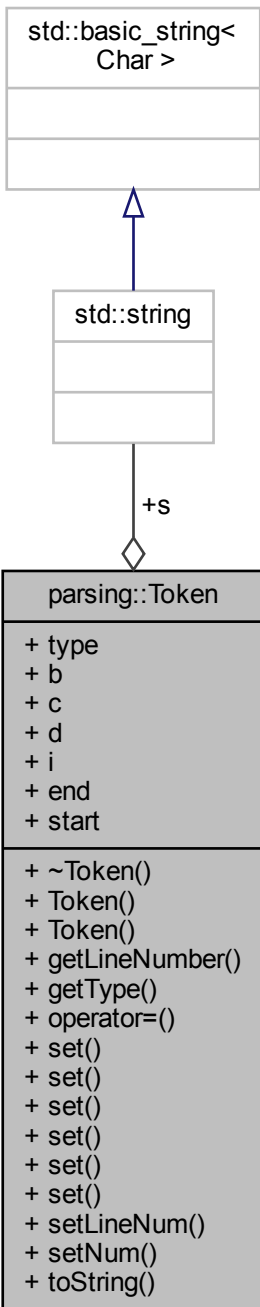 std::basic_string<
Char >
std::string
+s
parsing::Token
+ type
+ b
+ c
+ d
+ i
+ end
+ start
+ ~Token()
+ Token()
+ Token()
+ getLineNumber()
+ getType()
+ operator=()
+ set()
+ set()
+ set()
+ set()
+ set()
+ set()
+ setLineNum()
+ setNum()
+ toString()